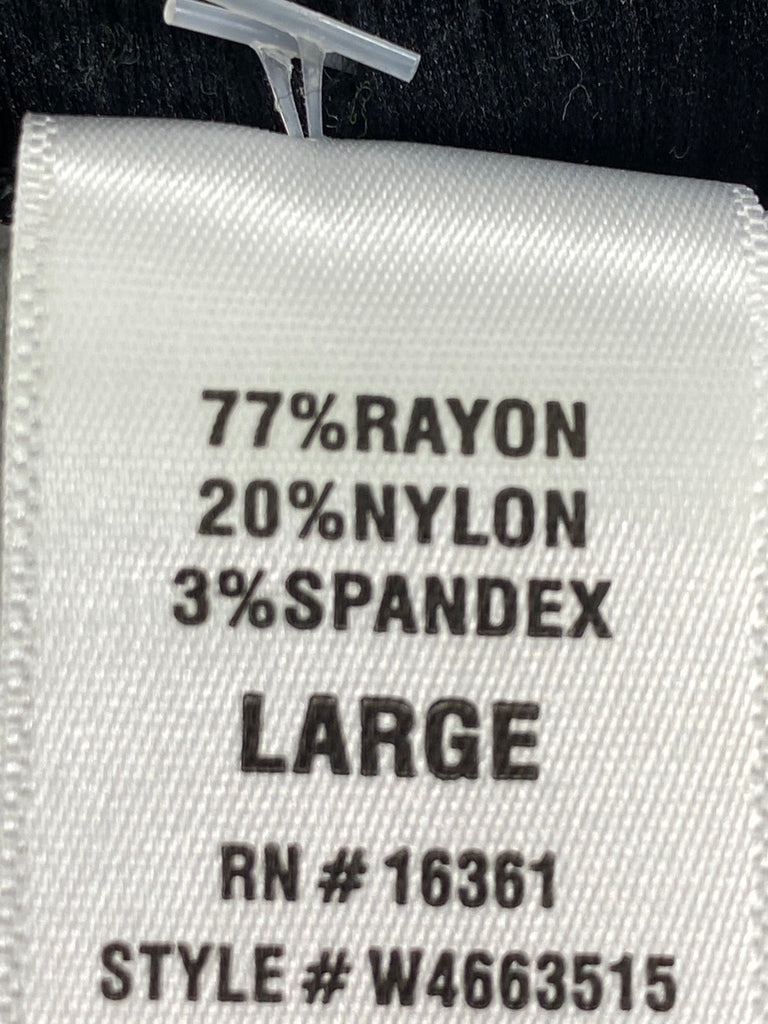 77%RAYON
20%NYLON
3%SPANDEX
LARGE
RN # 16361
STYLE # W4663515